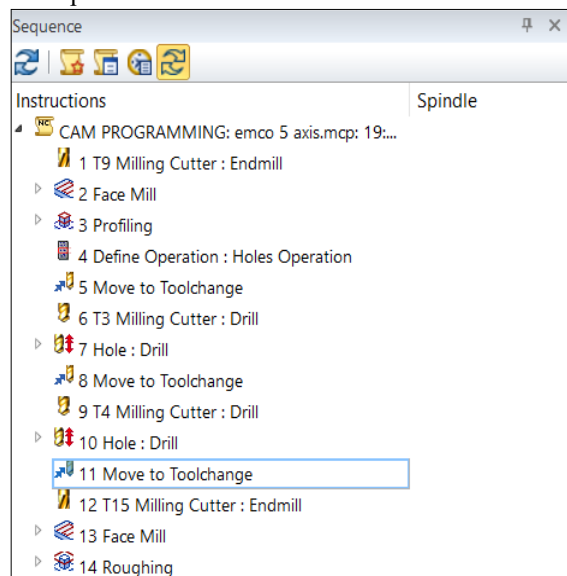 Sequence
Instructions Spindle
NC CAM PROGRAMMING: emco 5 axis.mcp: 19:...
1 T9 Milling Cutter : Endmill
2 Face Mill
3 Profiling
4 Define Operation : Holes Operation
5 Move to Toolchange
6 T3 Milling Cutter : Drill
7 Hole : Drill
8 Move to Toolchange
9 T4 Milling Cutter : Drill
10 Hole : Drill
11 Move to Toolchange
12 T15 Milling Cutter : Endmill
13 Face Mill
14 Roughing